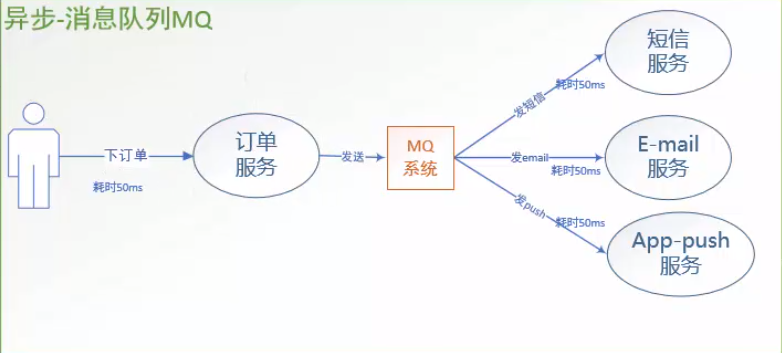 异步-消息队列MQ
下订单
耗时50ms
订单
服务
发送
MQ
系统
发短信
耗时50ms
短信
服务
发email
耗时50ms
E-mail
服务
发push
耗时50ms
App-push
服务